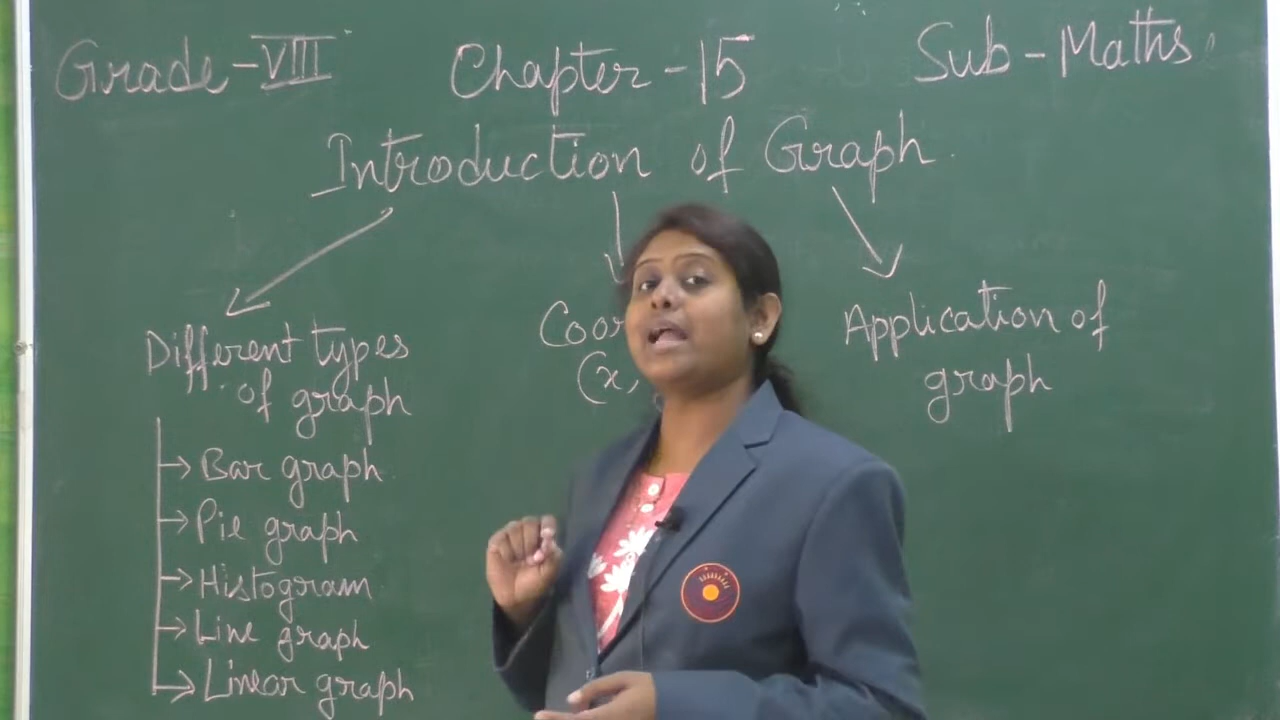 Grade - VIII Chapter - 15 Sub - Maths
Introduction of Graph
Different types
of graph
Bar graph
Pie graph
Histogram
Line graph
Linear graph
Coor
(x,
Application of
graph